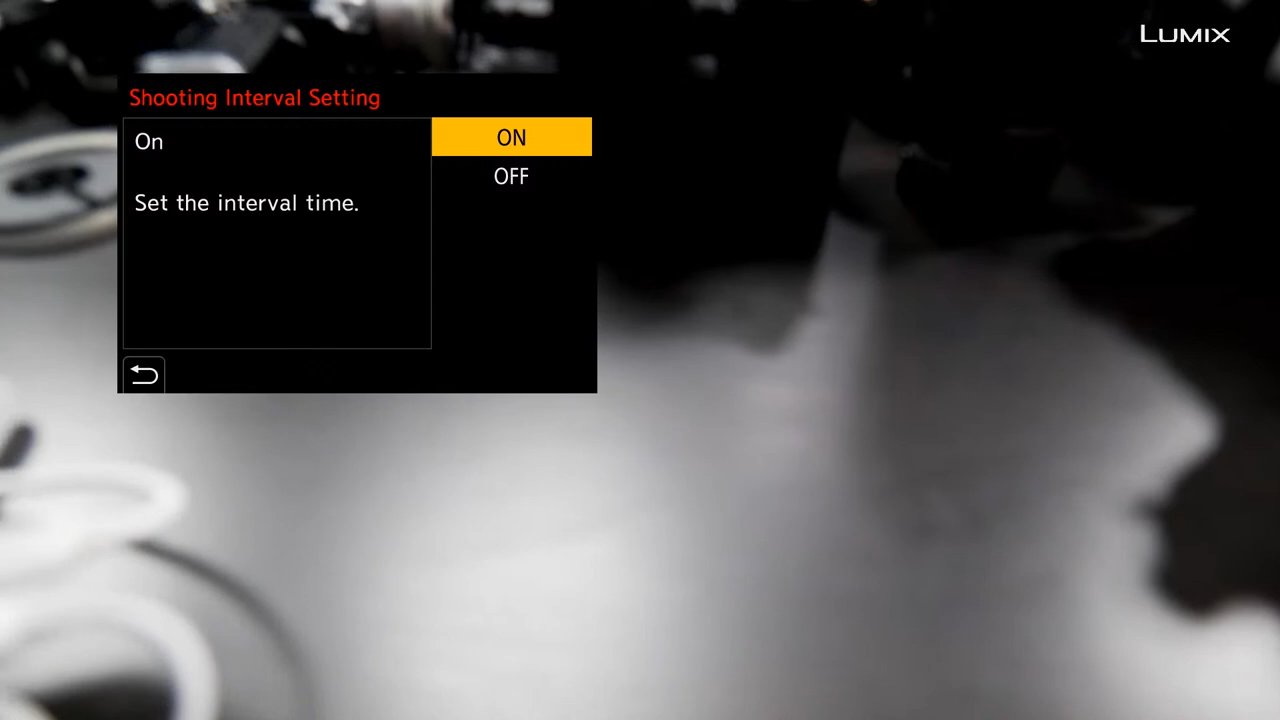 LUMIX
Shooting Interval Setting
On
ON
OFF
Set the interval time.